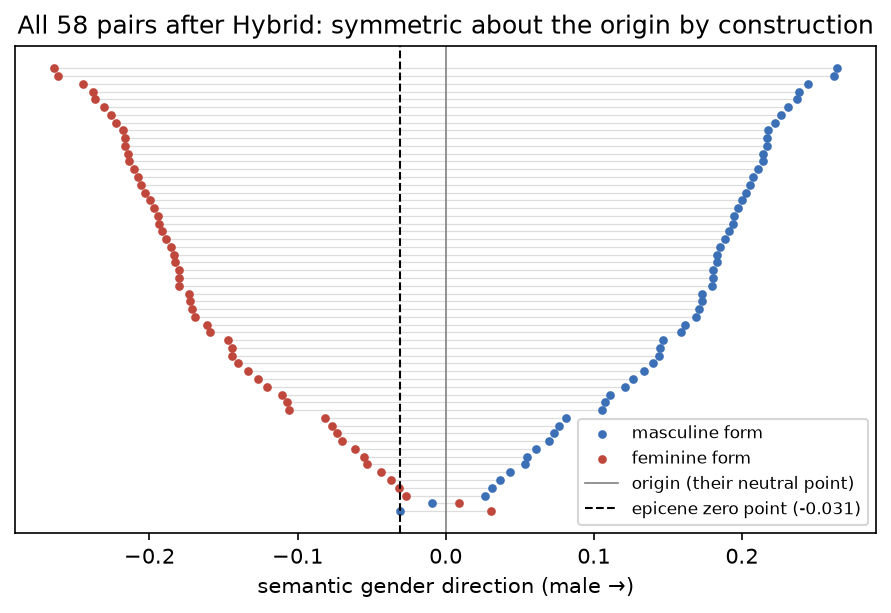 All 58 pairs after Hybrid: symmetric about the origin by construction
masculine form
feminine form
origin (their neutral point)
epicene zero point (-0.031)
−0.2 −0.1 0.0 0.1 0.2
semantic gender direction (male →)